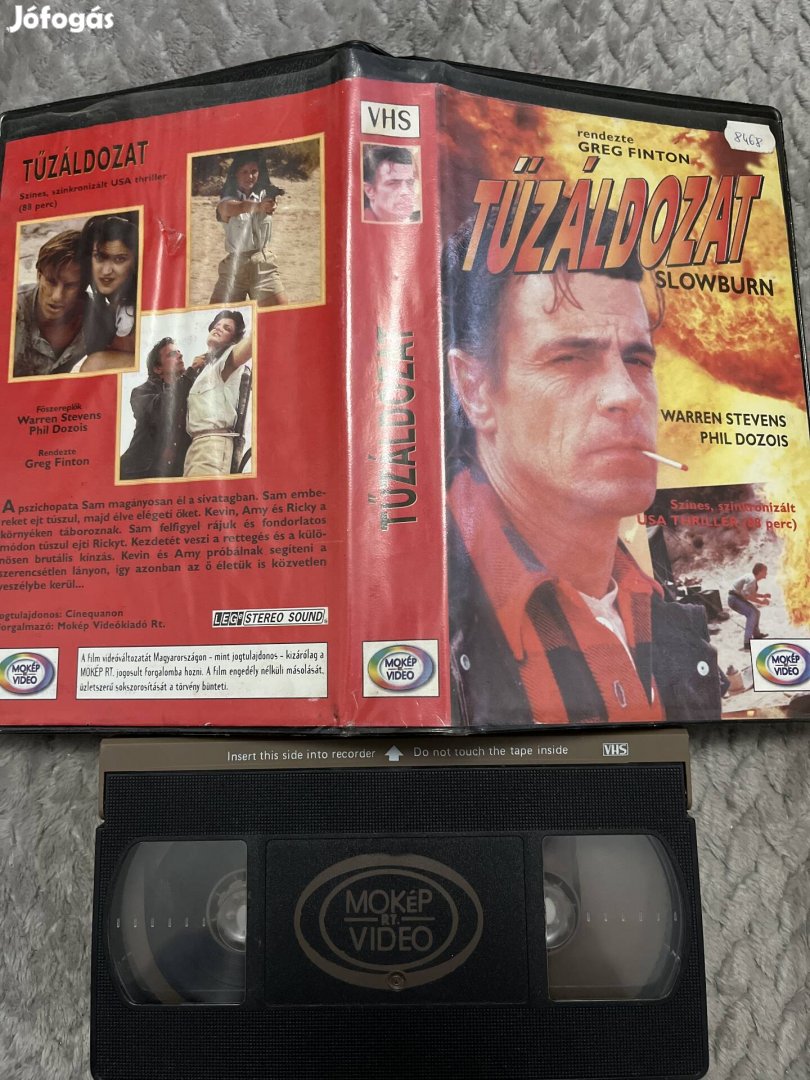 Jófogás
TŰZÁLDOZAT
Színes, szinkronizált USA thriller
(88 perc)
Főszereplők
Warren Stevens
Phil Dozois
Rendezte
Greg Finton
A pszichopata Sam magányosan él a sivatagban. Sam embe-
reket ejt túszul, majd élve elégeti őket. Kevin, Amy és Ricky a
környéken táboroznak. Sam felfigyel rájuk és fondorlatos
módon túszul ejti Rickyt. Kezdetét veszi a rettegés és a külö-
nösen brutális kínzás. Kevin és Amy próbálnak segíteni a
szerencsétlen lányon, így azonban az ő életük is közvetlen
veszélybe kerül...
Jogtulajdonos: Cinequanon
Forgalmazó: Mokép Videókiadó Rt.
STEREO SOUND
MOKÉP
VIDEO
A film videóváltozatát Magyarországon - mint jogtulajdonos - kizárólag a
MOKÉP RT. jogosult forgalomba hozni. A film engedély nélküli másolását,
üzletszerű sokszorosítását a törvény bünteti.
VHS
TŰZÁLDOZAT
MOKÉP
VIDEO
8468
rendezte
GREG FINTON
TŰZÁLDOZAT
SLOWBURN
WARREN STEVENS
PHIL DOZOIS
Színes, szinkronizált
USA THRILLER (88 perc)
MOKÉP
VIDEO
Insert this side into recorder Do not touch the tape inside VHS
MOKÉP
RT.
VIDEO